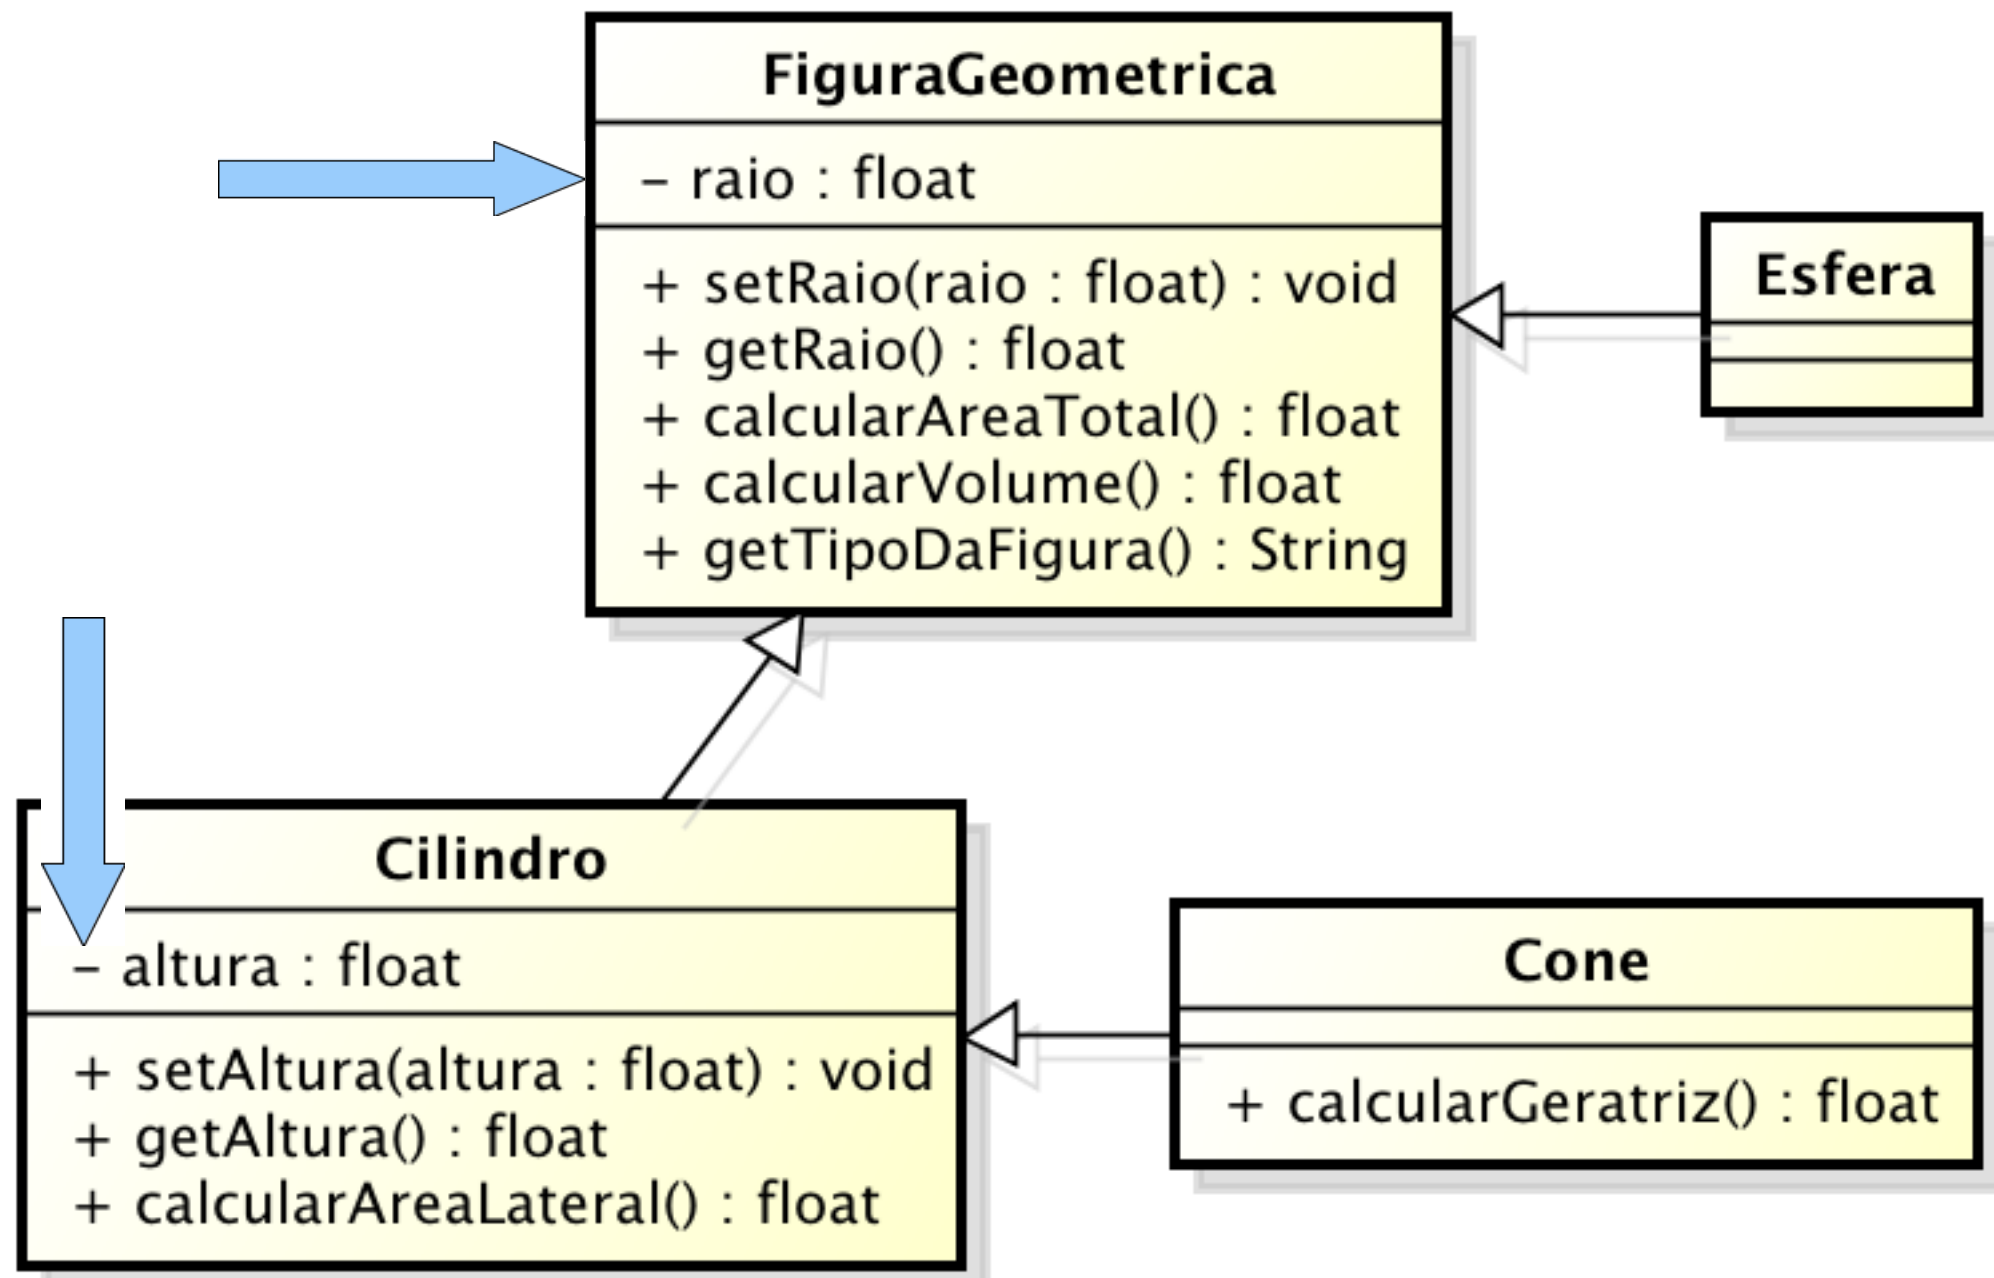 FiguraGeometrica
– raio : float
+ setRaio(raio : float) : void
+ getRaio() : float
+ calcularAreaTotal() : float
+ calcularVolume() : float
+ getTipoDaFigura() : String
Esfera
Cilindro
– altura : float
+ setAltura(altura : float) : void
+ getAltura() : float
+ calcularAreaLateral() : float
Cone
+ calcularGeratriz() : float